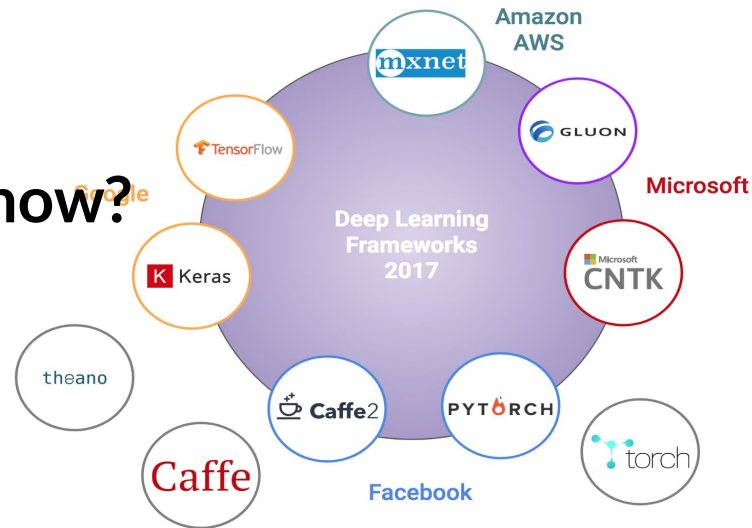 Amazon
AWS
mxnet
GLUON
TensorFlow
Google
now?
Microsoft
Deep Learning
Frameworks
2017
K Keras
Microsoft
CNTK
theano
Caffe2
PYTORCH
torch
Caffe
Facebook